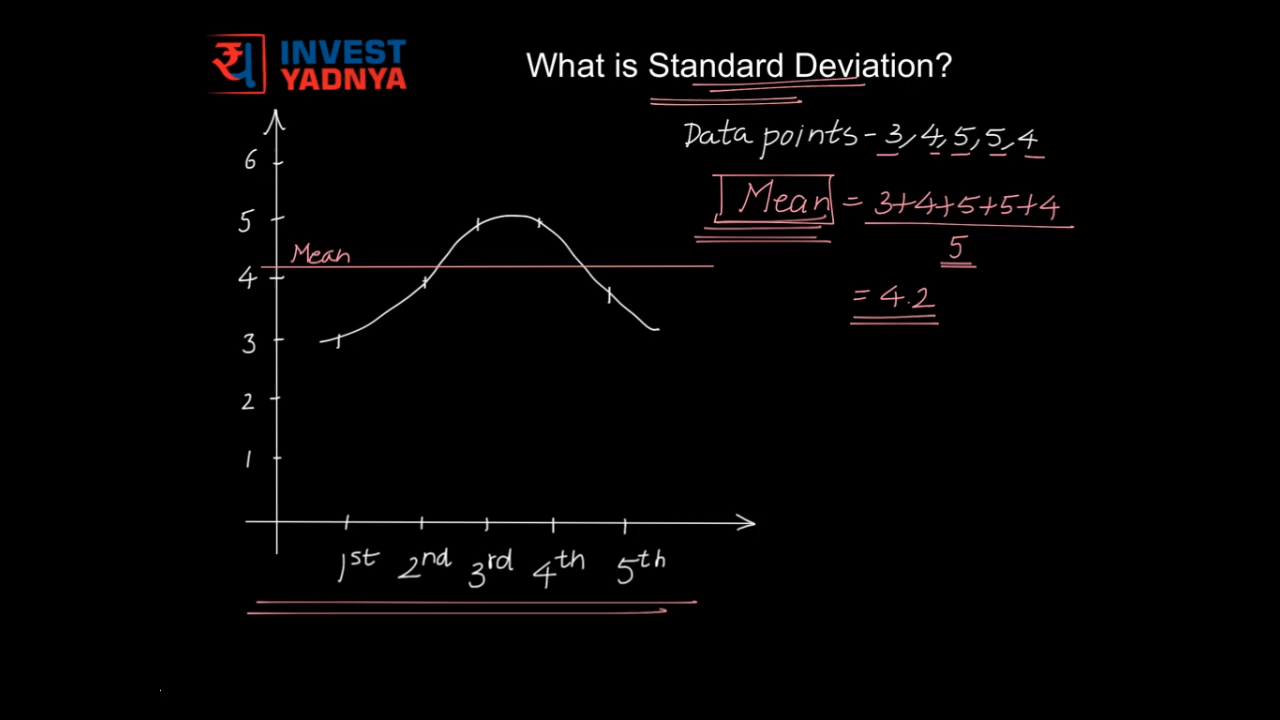 य
INVEST
YADNYA
What is Standard Deviation?
Data points - 3, 4, 5, 5, 4
Mean = 3+4+5+5+4
5
= 4.2
6
5
Mean
4
3
2
1
1st 2nd 3rd 4th 5th